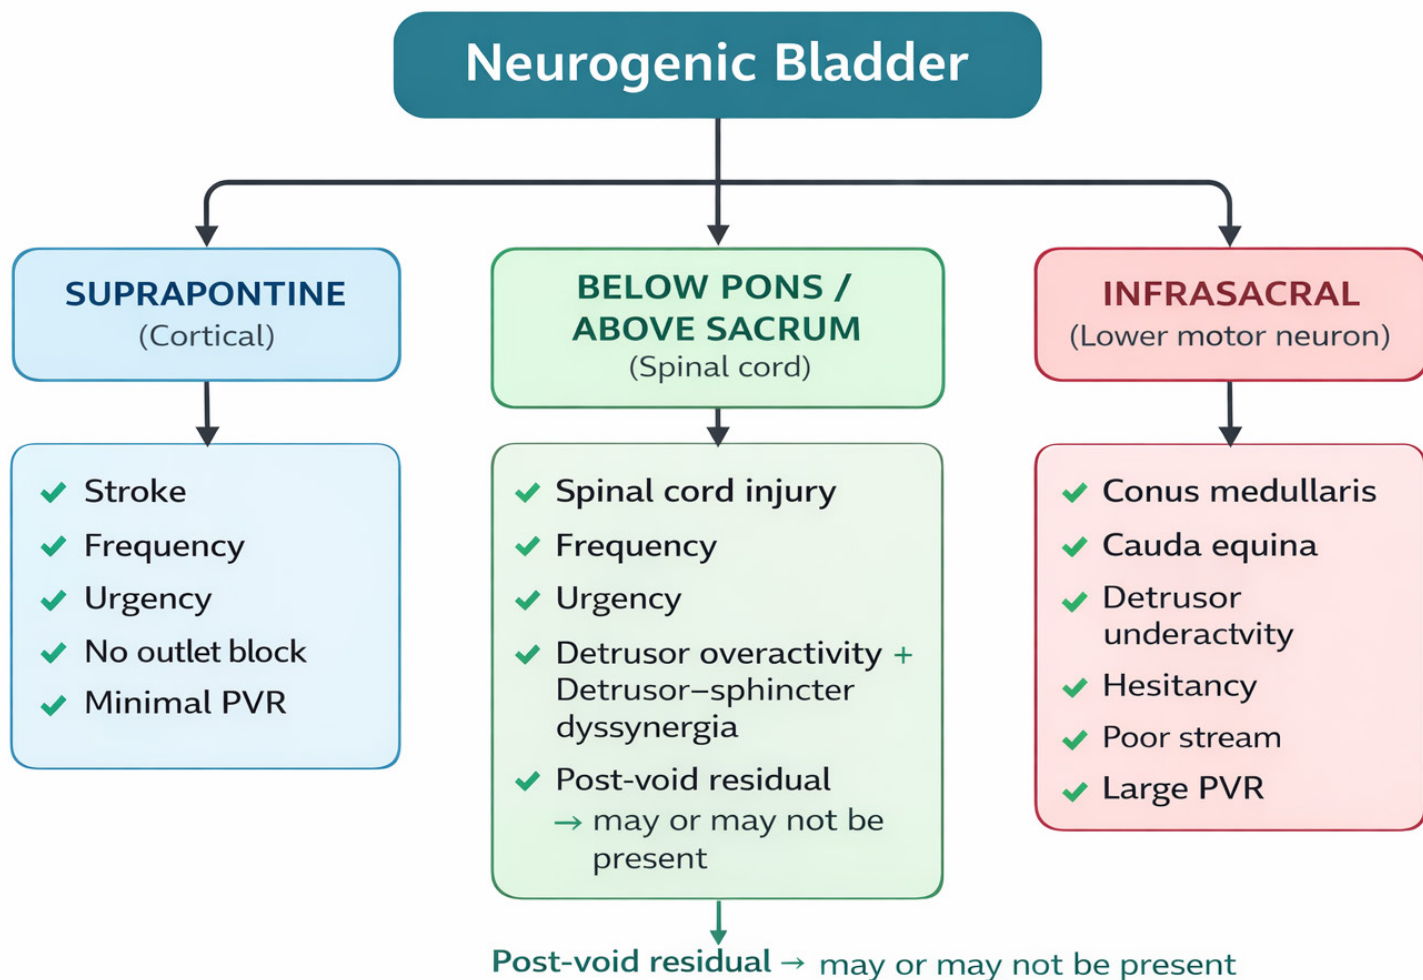 Neurogenic Bladder
SUPRAPONTINE
(Cortical)
Stroke
Frequency
Urgency
No outlet block
Minimal PVR
BELOW PONS /
ABOVE SACRUM
(Spinal cord)
Spinal cord injury
Frequency
Urgency
Detrusor overactivity +
Detrusor–sphincter
dyssynergia
Post-void residual
→ may or may not be
present
Post-void residual → may or may not be present
INFRASACRAL
(Lower motor neuron)
Conus medullaris
Cauda equina
Detrusor
underactvity
Hesitancy
Poor stream
Large PVR